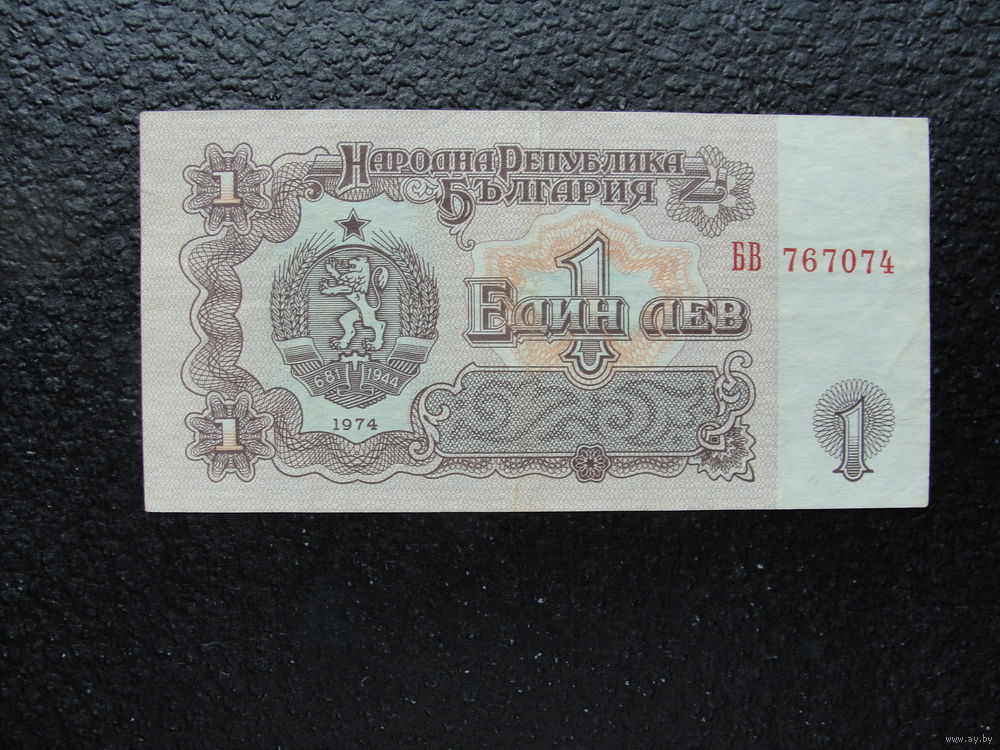 1
НАРОДНА РЕПУБЛИКА
БЪЛГАРИЯ
БВ 767074
1
ЕДИН ЛЕВ
681 1944
1974
1
1
www.ay.by